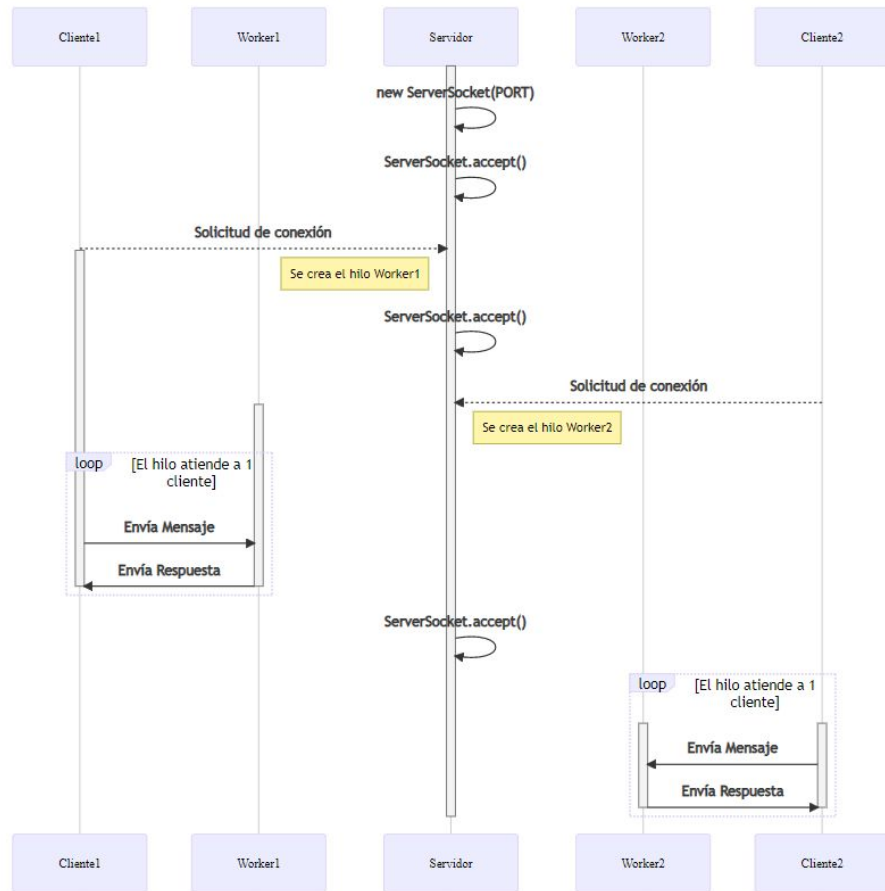 Cliente1
Worker1
Servidor
Worker2
Cliente2
new ServerSocket(PORT)
ServerSocket.accept()
Solicitud de conexión
Se crea el hilo Worker1
ServerSocket.accept()
Solicitud de conexión
Se crea el hilo Worker2
loop
[El hilo atiende a 1
cliente]
Envía Mensaje
Envía Respuesta
ServerSocket.accept()
loop
[El hilo atiende a 1
cliente]
Envía Mensaje
Envía Respuesta
Cliente1
Worker1
Servidor
Worker2
Cliente2